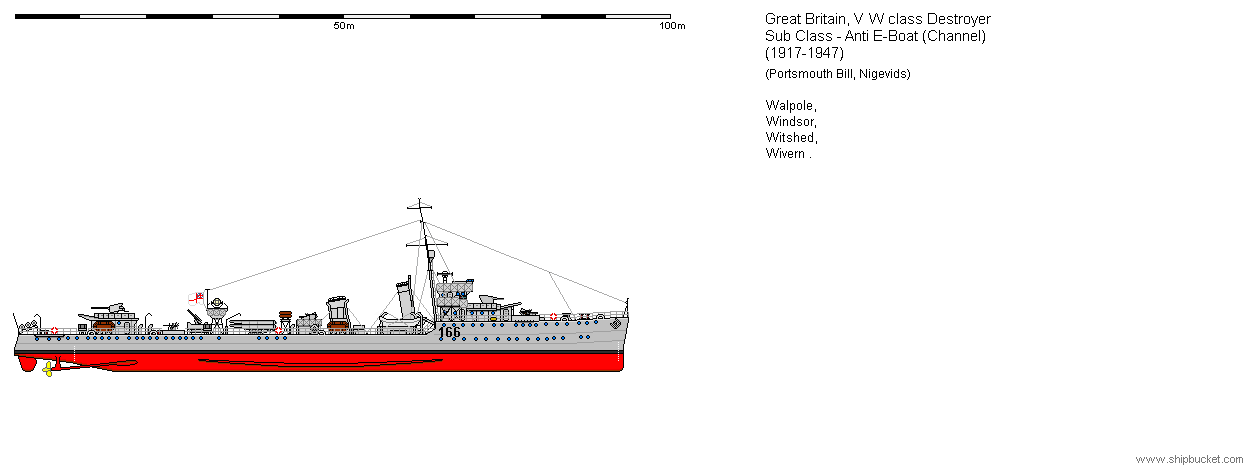 50m
100m
Great Britain, V W class Destroyer
Sub Class - Anti E-Boat (Channel)
(1917-1947)
(Portsmouth Bill, Nigevids)
Walpole,
Windsor,
Witshed,
Wivern .
166
www.shipbucket.com